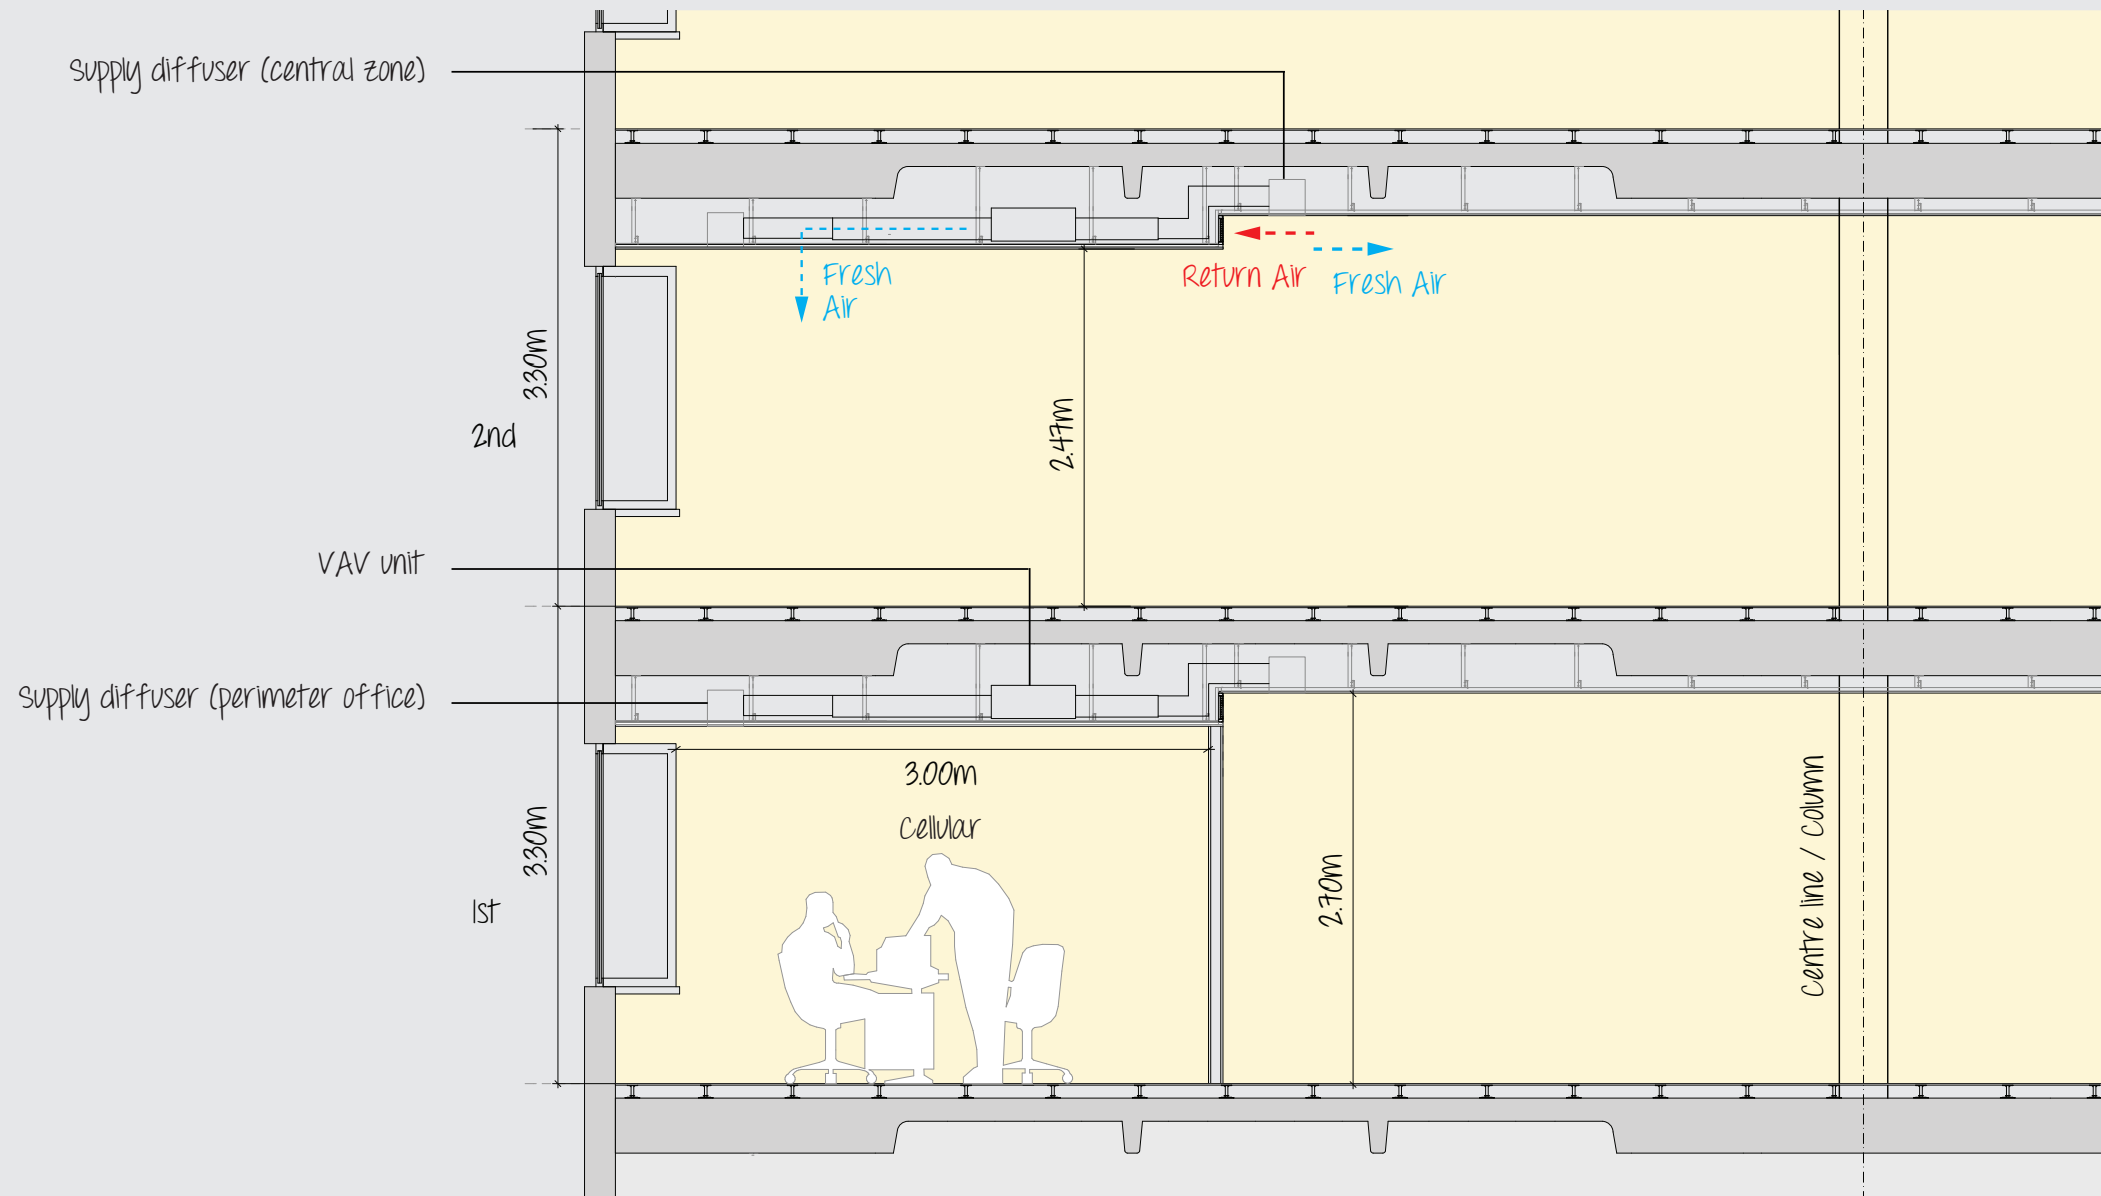 Supply diffuser (central zone)
Fresh
Air
Return Air
Fresh Air
3.30m
2nd
2.47m
VAV unit
Supply diffuser (perimeter office)
3.00m
Cellular
3.30m
1st
2.70m
Centre line / Column